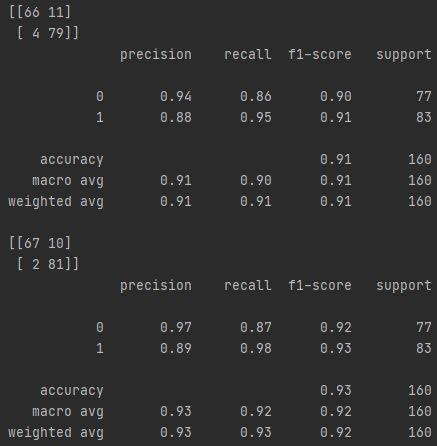 [[66 11]
[ 4 79]]
precision recall f1-score support
0 0.94 0.86 0.90 77
1 0.88 0.95 0.91 83
accuracy 0.91 160
macro avg 0.91 0.90 0.91 160
weighted avg 0.91 0.91 0.91 160
[[67 10]
[ 2 81]]
precision recall f1-score support
0 0.97 0.87 0.92 77
1 0.89 0.98 0.93 83
accuracy 0.93 160
macro avg 0.93 0.92 0.92 160
weighted avg 0.93 0.93 0.92 160